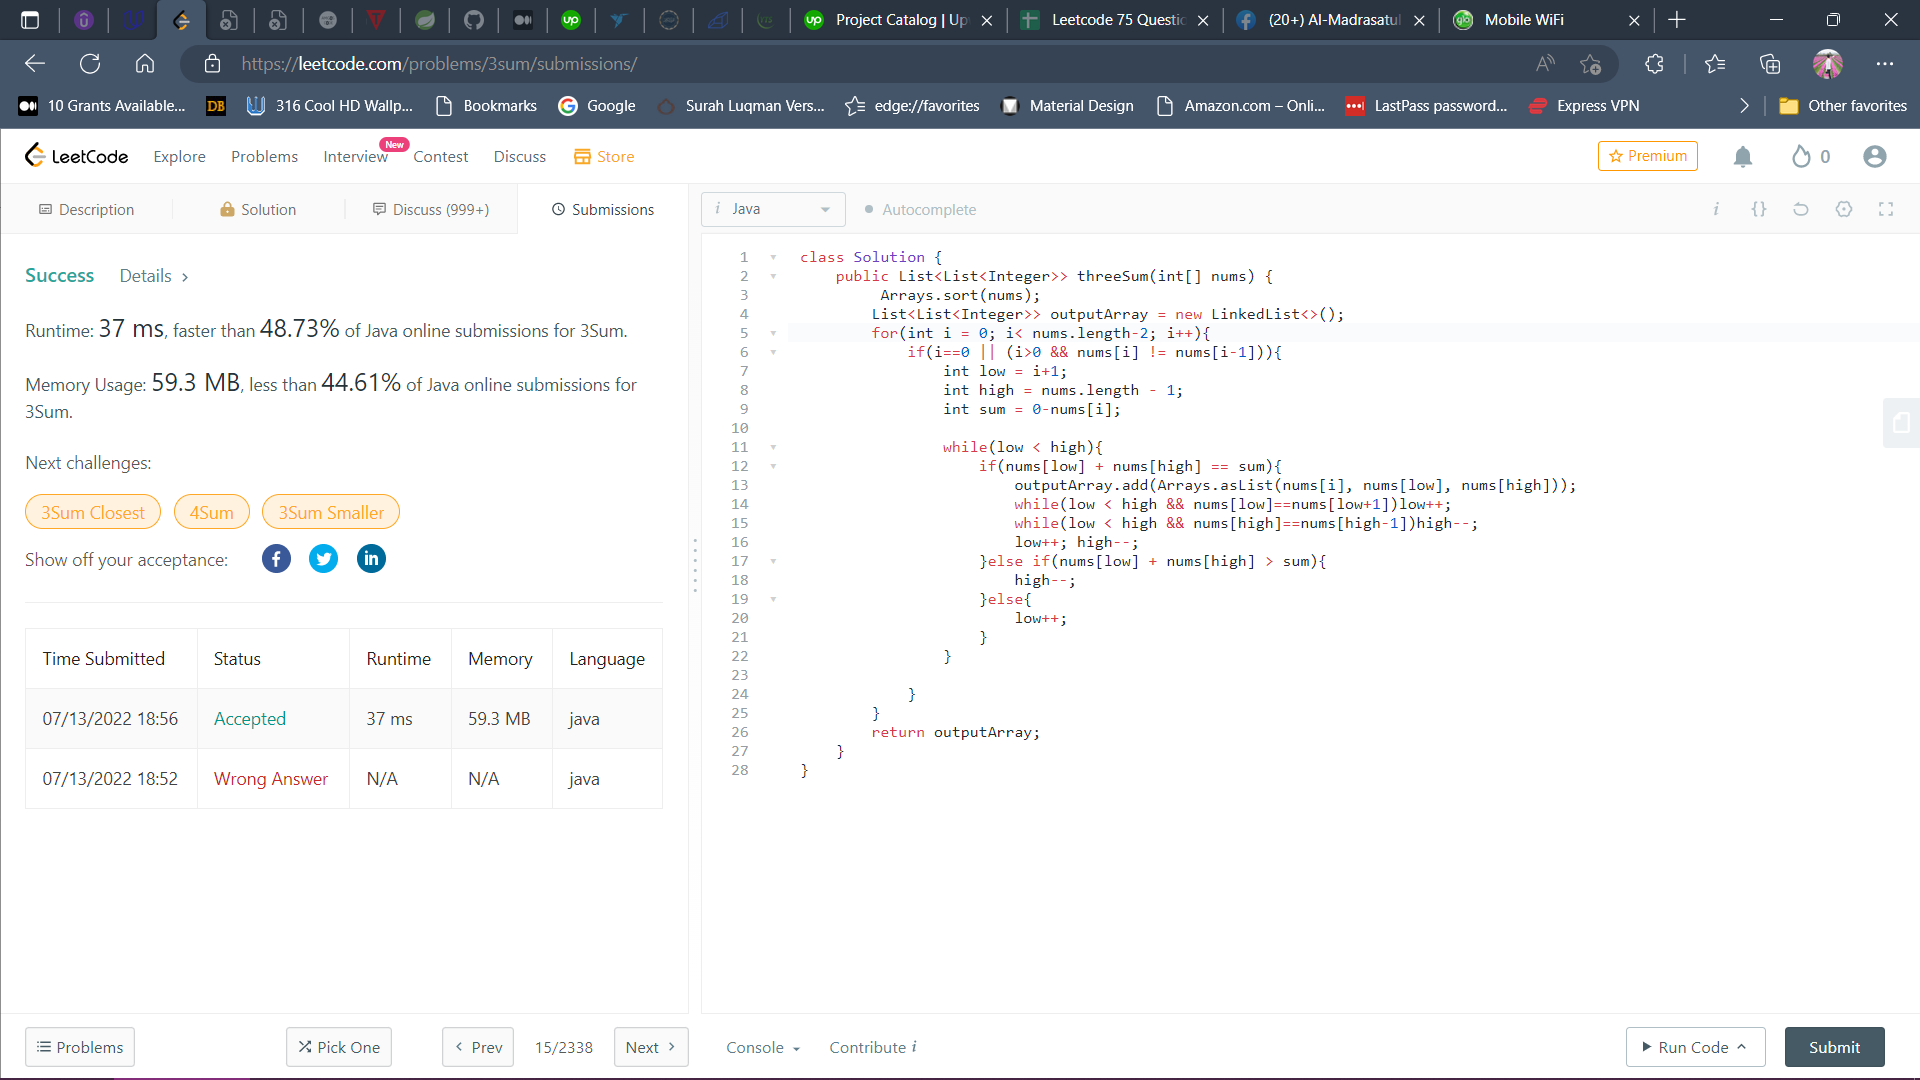 Project Catalog | Up
Leetcode 75 Questio
(20+) Al-Madrasatul
Mobile WiFi
https://leetcode.com/problems/3sum/submissions/
10 Grants Available...
DB
316 Cool HD Wallp...
Bookmarks
Google
Surah Luqman Vers...
edge://favorites
Material Design
Amazon.com – Onli...
LastPass password...
Express VPN
Other favorites
LeetCode
Explore
Problems
Interview
New
Contest
Discuss
Store
Premium
0
Description
Solution
Discuss (999+)
Submissions
i Java
Autocomplete
Success Details >
Runtime: 37 ms, faster than 48.73% of Java online submissions for 3Sum.
Memory Usage: 59.3 MB, less than 44.61% of Java online submissions for
3Sum.
Next challenges:
3Sum Closest 4Sum 3Sum Smaller
Show off your acceptance:
Time Submitted Status Runtime Memory Language
07/13/2022 18:56 Accepted 37 ms 59.3 MB java
07/13/2022 18:52 Wrong Answer N/A N/A java
1 class Solution {
2 public List<List<Integer>> threeSum(int[] nums) {
3 Arrays.sort(nums);
4 List<List<Integer>> outputArray = new LinkedList<>();
5 for(int i = 0; i< nums.length-2; i++){
6 if(i==0 || (i>0 && nums[i] != nums[i-1])){
7 int low = i+1;
8 int high = nums.length - 1;
9 int sum = 0-nums[i];
10
11 while(low < high){
12 if(nums[low] + nums[high] == sum){
13 outputArray.add(Arrays.asList(nums[i], nums[low], nums[high]));
14 while(low < high && nums[low]==nums[low+1])low++;
15 while(low < high && nums[high]==nums[high-1])high--;
16 low++; high--;
17 }else if(nums[low] + nums[high] > sum){
18 high--;
19 }else{
20 low++;
21 }
22 }
23
24 }
25 }
26 return outputArray;
27 }
28 }
Problems
Pick One
Prev
15/2338
Next
Console
Contribute i
Run Code
Submit